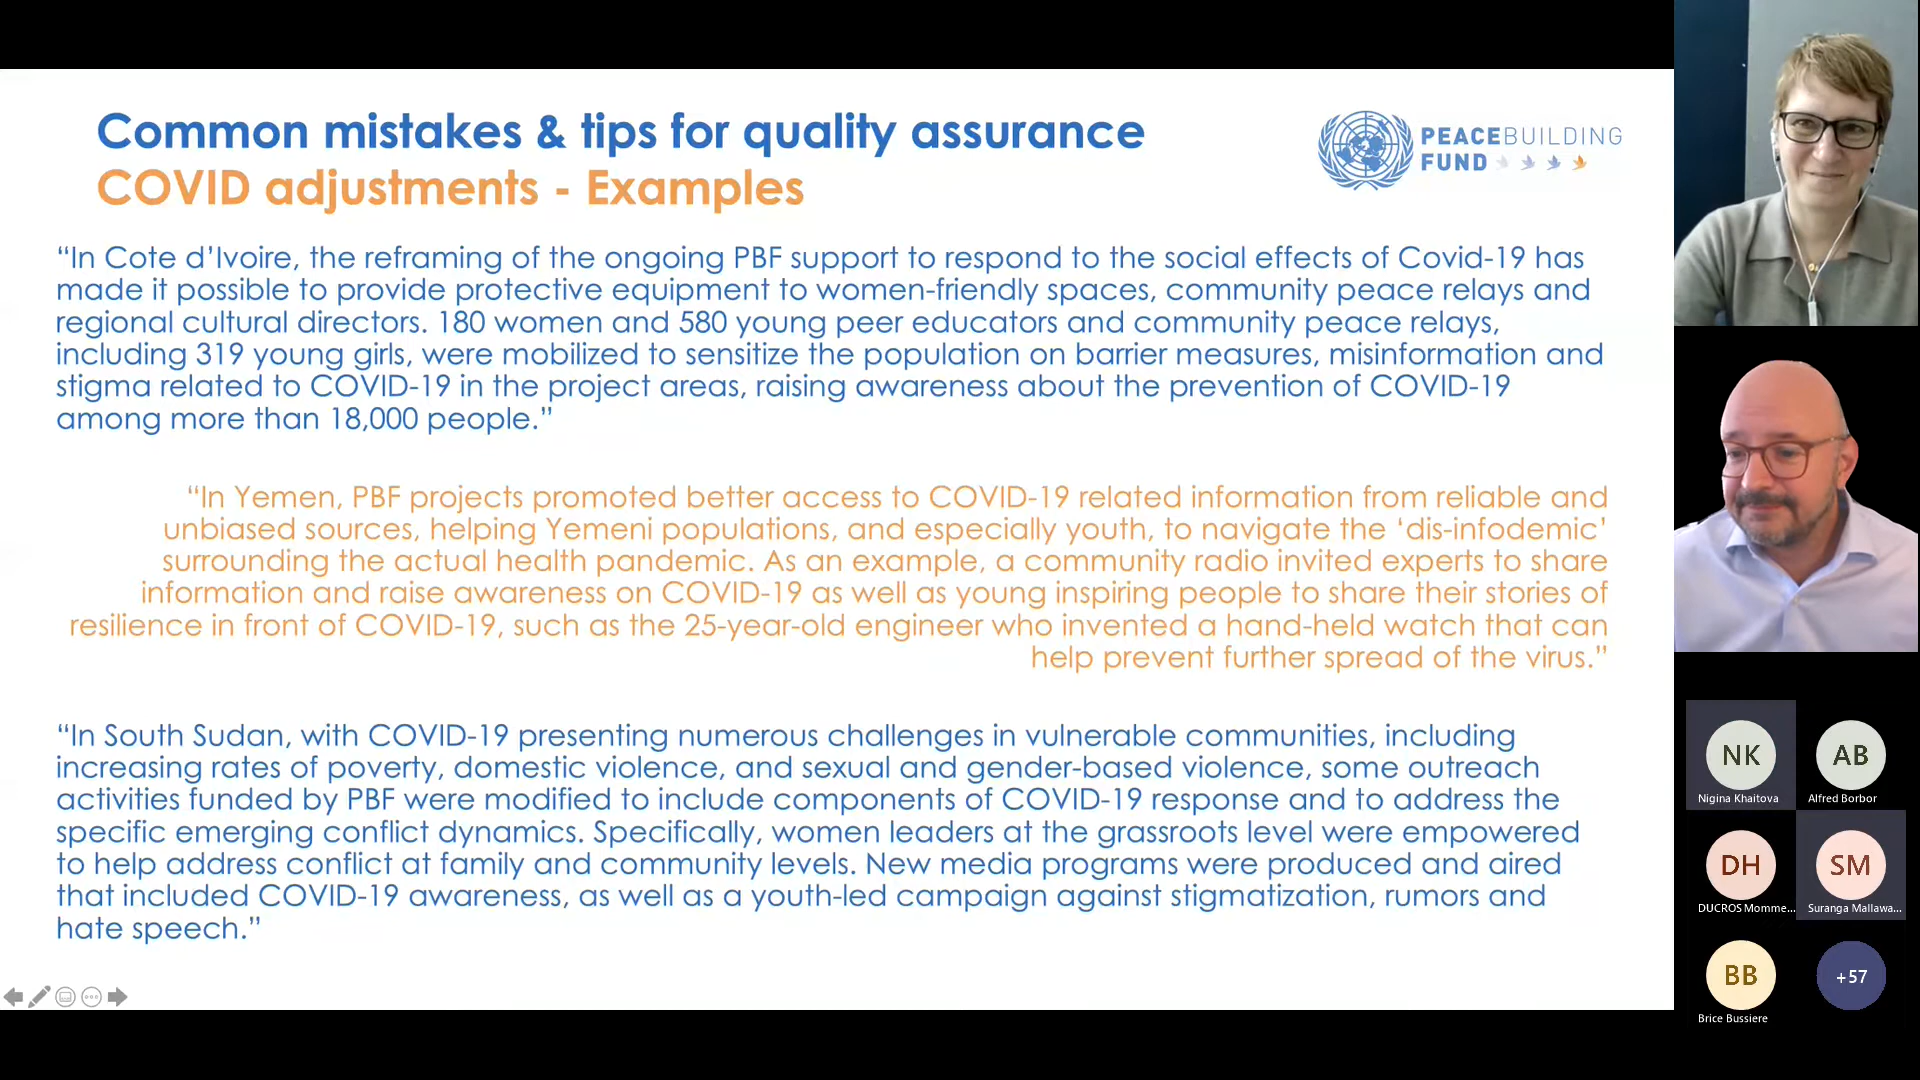 Common mistakes & tips for quality assurance
COVID adjustments - Examples
PEACEBUILDING
FUND
“In Cote d’Ivoire, the reframing of the ongoing PBF support to respond to the social effects of Covid-19 has
made it possible to provide protective equipment to women-friendly spaces, community peace relays and
regional cultural directors. 180 women and 580 young peer educators and community peace relays,
including 319 young girls, were mobilized to sensitize the population on barrier measures, misinformation and
stigma related to COVID-19 in the project areas, raising awareness about the prevention of COVID-19
among more than 18,000 people.”
“In Yemen, PBF projects promoted better access to COVID-19 related information from reliable and
unbiased sources, helping Yemeni populations, and especially youth, to navigate the ‘dis-infodemic’
surrounding the actual health pandemic. As an example, a community radio invited experts to share
information and raise awareness on COVID-19 as well as young inspiring people to share their stories of
resilience in front of COVID-19, such as the 25-year-old engineer who invented a hand-held watch that can
help prevent further spread of the virus.”
“In South Sudan, with COVID-19 presenting numerous challenges in vulnerable communities, including
increasing rates of poverty, domestic violence, and sexual and gender-based violence, some outreach
activities funded by PBF were modified to include components of COVID-19 response and to address the
specific emerging conflict dynamics. Specifically, women leaders at the grassroots level were empowered
to help address conflict at family and community levels. New media programs were produced and aired
that included COVID-19 awareness, as well as a youth-led campaign against stigmatization, rumors and
hate speech.”
NK
Nigina Khaitova
AB
Alfred Borbor
DH
DUCROS Momme...
SM
Suranga Mallawa...
BB
Brice Bussiere
+57